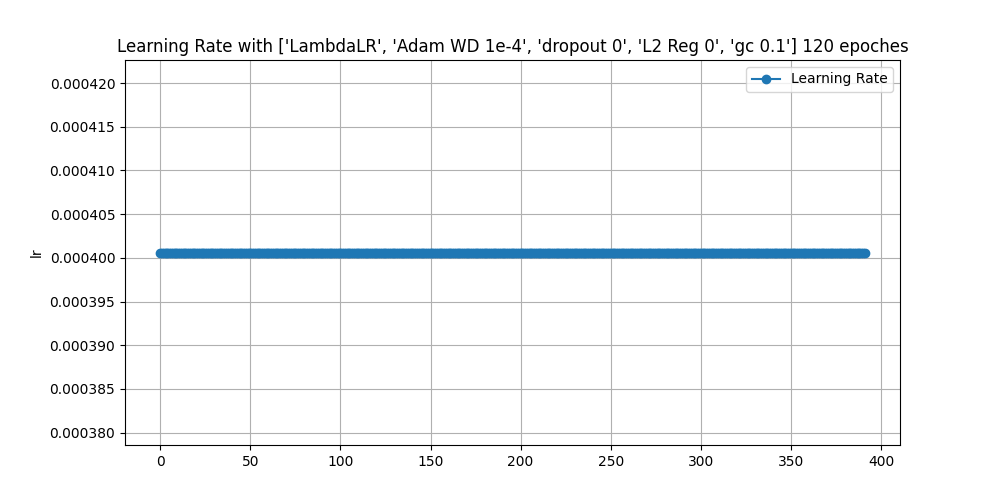 Learning Rate with ['LambdaLR', 'Adam WD 1e-4', 'dropout 0', 'L2 Reg 0', 'gc 0.1'] 120 epoches
Learning Rate
0.000420
0.000415
0.000410
0.000405
0.000400
0.000395
0.000390
0.000385
0.000380
lr
0 50 100 150 200 250 300 350 400